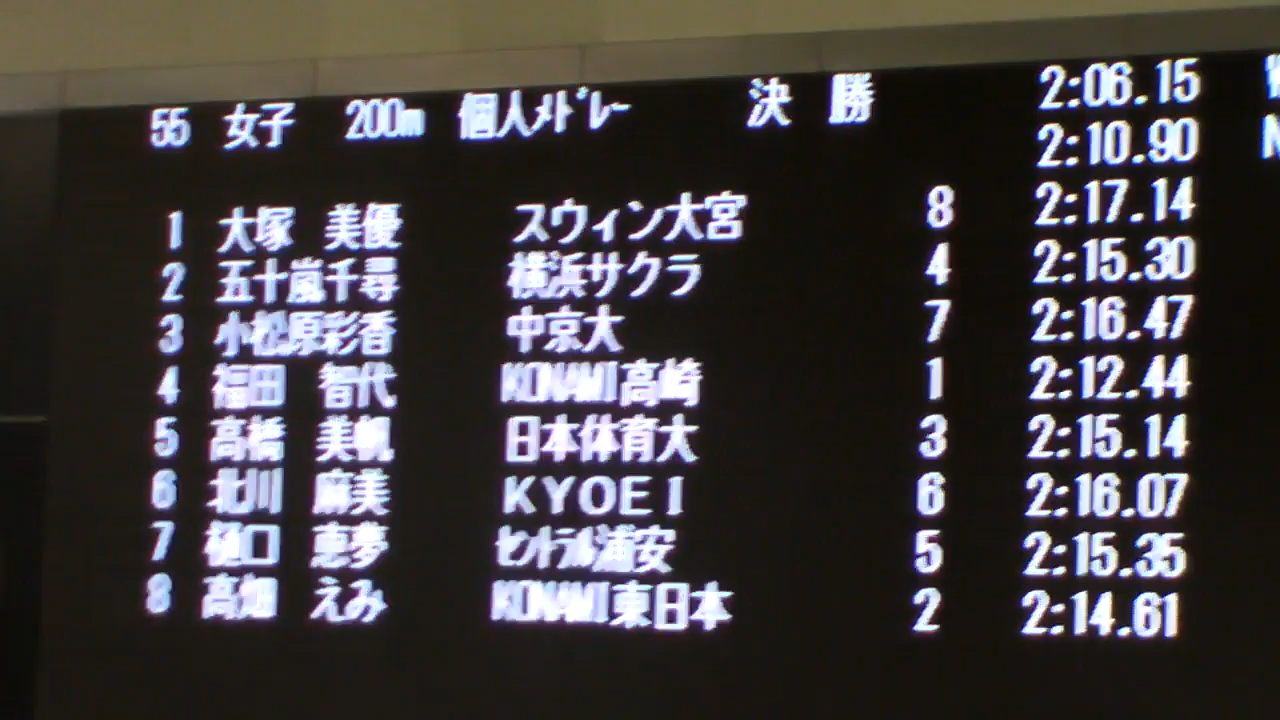 55 女子 200m 個人メドレー 決 勝 2:06.15
2:10.90
1 大塚 美優 スウィン大宮 8 2:17.14
2 五十嵐千尋 横浜サクラ 4 2:15.30
3 小松原彩香 中京大 7 2:16.47
4 福田 智代 KONAMI高崎 1 2:12.44
5 高橋 美帆 日本体育大 3 2:15.14
6 北川 麻美 KYOEI 6 2:16.07
7 樋口 恵夢 セントラル浦安 5 2:15.35
8 高畑 えみ KONAMI東日本 2 2:14.61